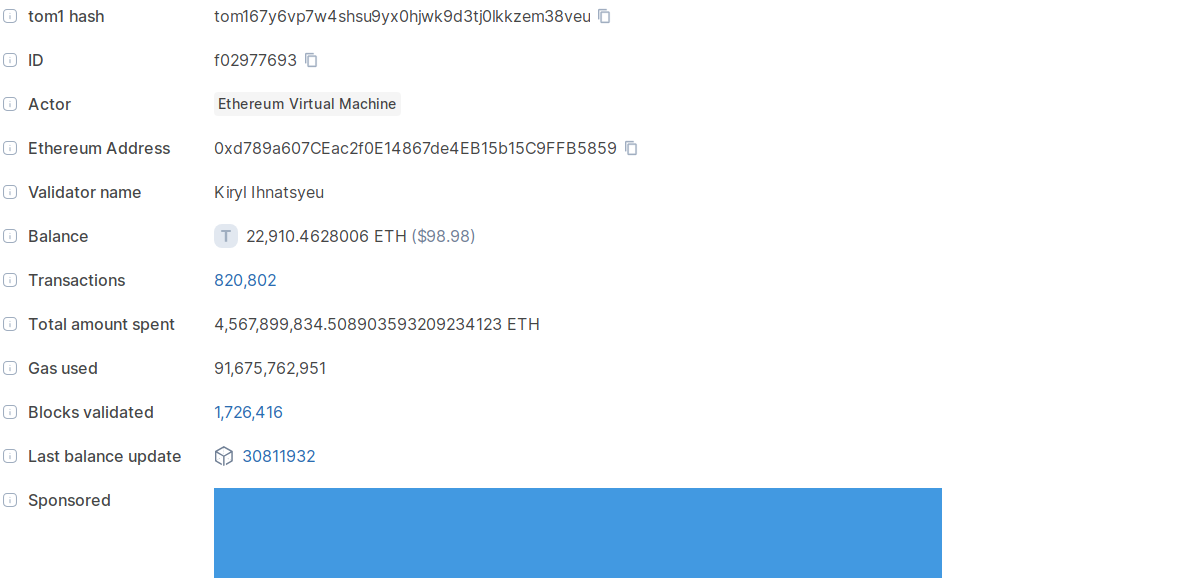 tom1 hash tom167y6vp7w4shsu9yx0hjwk9d3tj0lkkzem38veu
ID f02977693
Actor Ethereum Virtual Machine
Ethereum Address 0xd789a607CEac2f0E14867de4EB15b15C9FFB5859
Validator name Kiryl Ihnatsyeu
Balance T 22,910.4628006 ETH ($98.98)
Transactions 820,802
Total amount spent 4,567,899,834.508903593209234123 ETH
Gas used 91,675,762,951
Blocks validated 1,726,416
Last balance update 30811932
Sponsored